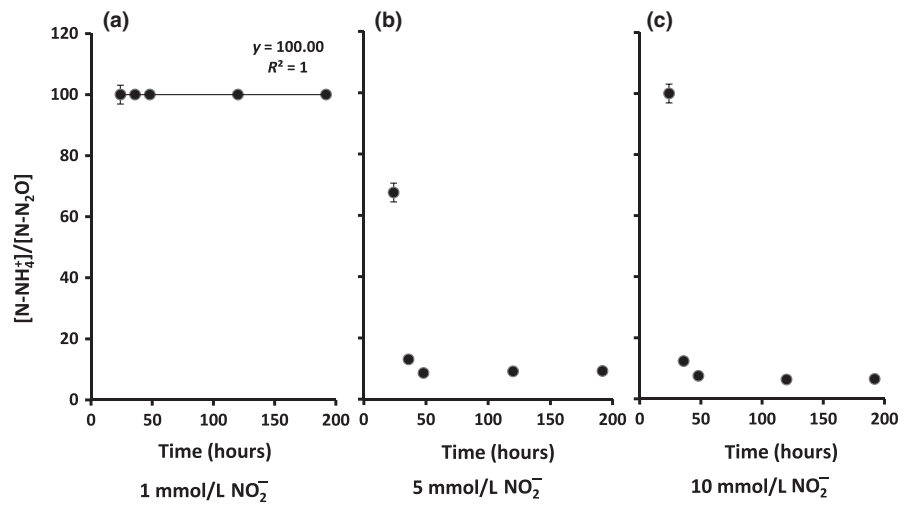 (a)
(b)
(c)
y = 100.00
R² = 1
[N-NH₄⁺]/[N-N₂O]
120
100
80
60
40
20
0
0 50 100 150 200
0 50 100 150 200
0 50 100 150 200
Time (hours)
Time (hours)
Time (hours)
1 mmol/L NO₂⁻
5 mmol/L NO₂⁻
10 mmol/L NO₂⁻